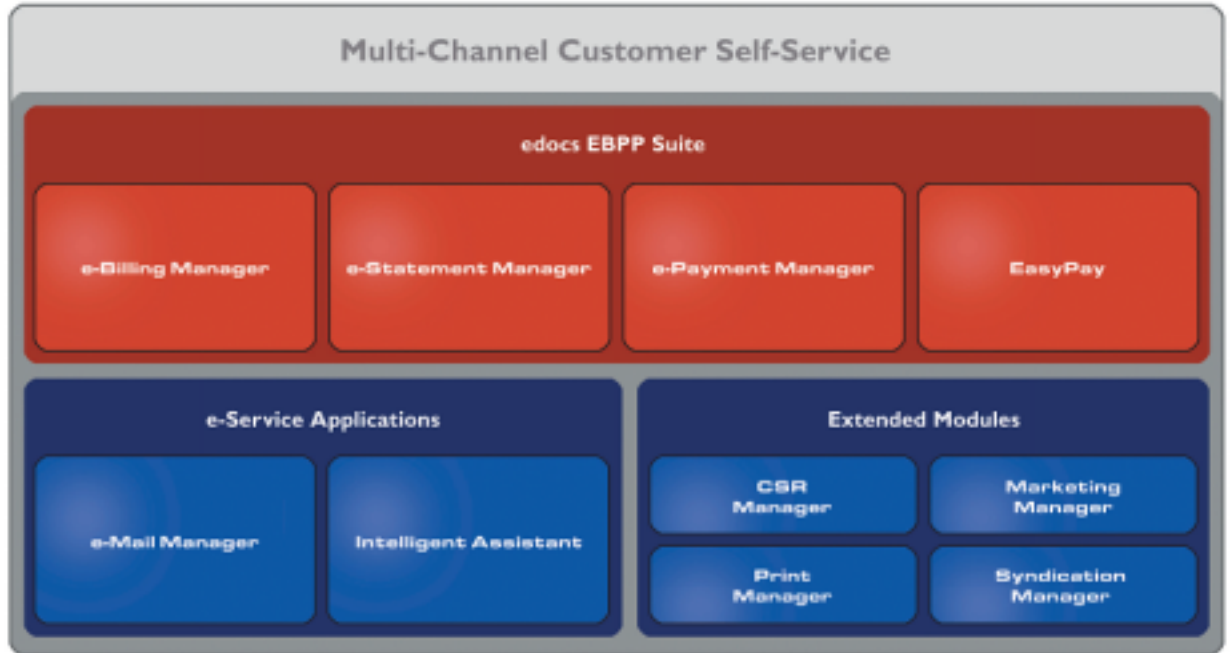 Multi-Channel Customer Self-Service
edocs EBPP Suite
e-Billing Manager
e-Statement Manager
e-Payment Manager
EasyPay
e-Service Applications
e-Mail Manager
Intelligent Assistant
Extended Modules
CSR
Manager
Marketing
Manager
Print
Manager
Syndication
Manager